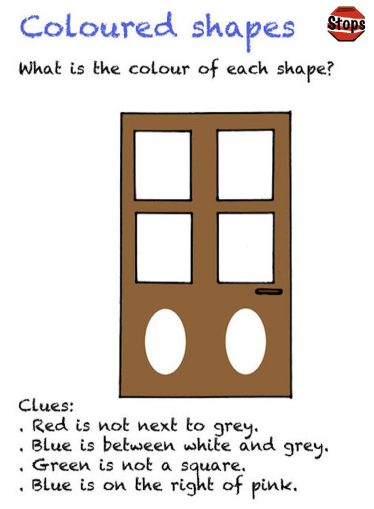 Coloured shapes
Stops
What is the colour of each shape?
Clues:
. Red is not next to grey.
. Blue is between white and grey.
. Green is not a square.
. Blue is on the right of pink.